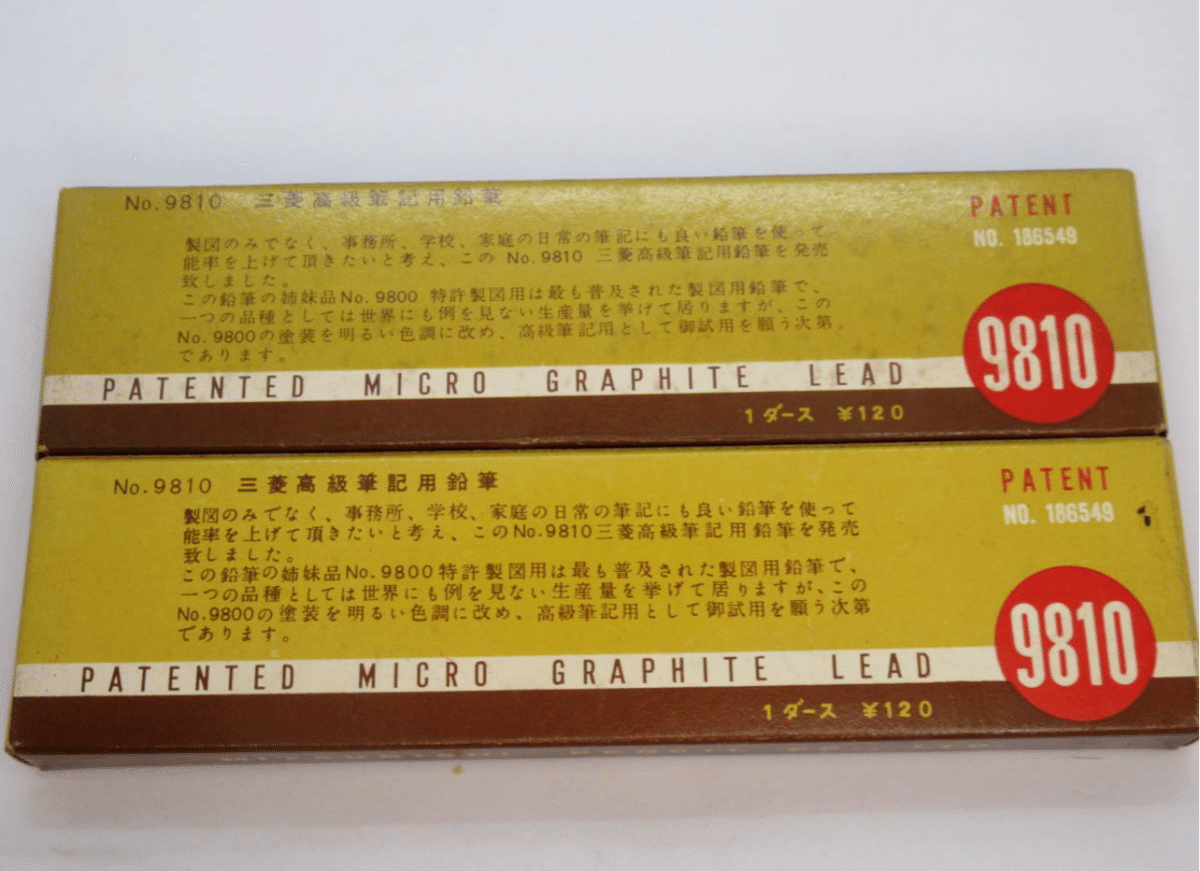 No.9810 三菱高級筆記用鉛筆
PATENT
NO. 186549
製図のみでなく、事務所、学校、家庭の日常の筆記にも良い鉛筆を使って
能率を上げて頂きたいと考え、この No.9810 三菱高級筆記用鉛筆を発売
致しました。
この鉛筆の姉妹品No.9800 特許製図用は最も普及された製図用鉛筆で、
一つの品種としては世界にも例を見ない生産量を挙げて居りますが、この
No.9800の塗装を明るい色調に改め、高級筆記用として御試用を願う次第
であります。
9810
PATENTED MICRO GRAPHITE LEAD
1ダース ¥120
No.9810 三菱高級筆記用鉛筆
PATENT
NO. 186549
製図のみでなく、事務所、学校、家庭の日常の筆記にも良い鉛筆を使って
能率を上げて頂きたいと考え、このNo.9810三菱高級筆記用鉛筆を発売
致しました。
この鉛筆の姉妹品No.9800特許製図用は最も普及された製図用鉛筆で、
一つの品種としては世界にも例を見ない生産量を挙げて居りますが、この
No.9800の塗装を明るい色調に改め、高級筆記用として御試用を願う次第
であります。
9810
PATENTED MICRO GRAPHITE LEAD
1ダース ¥120